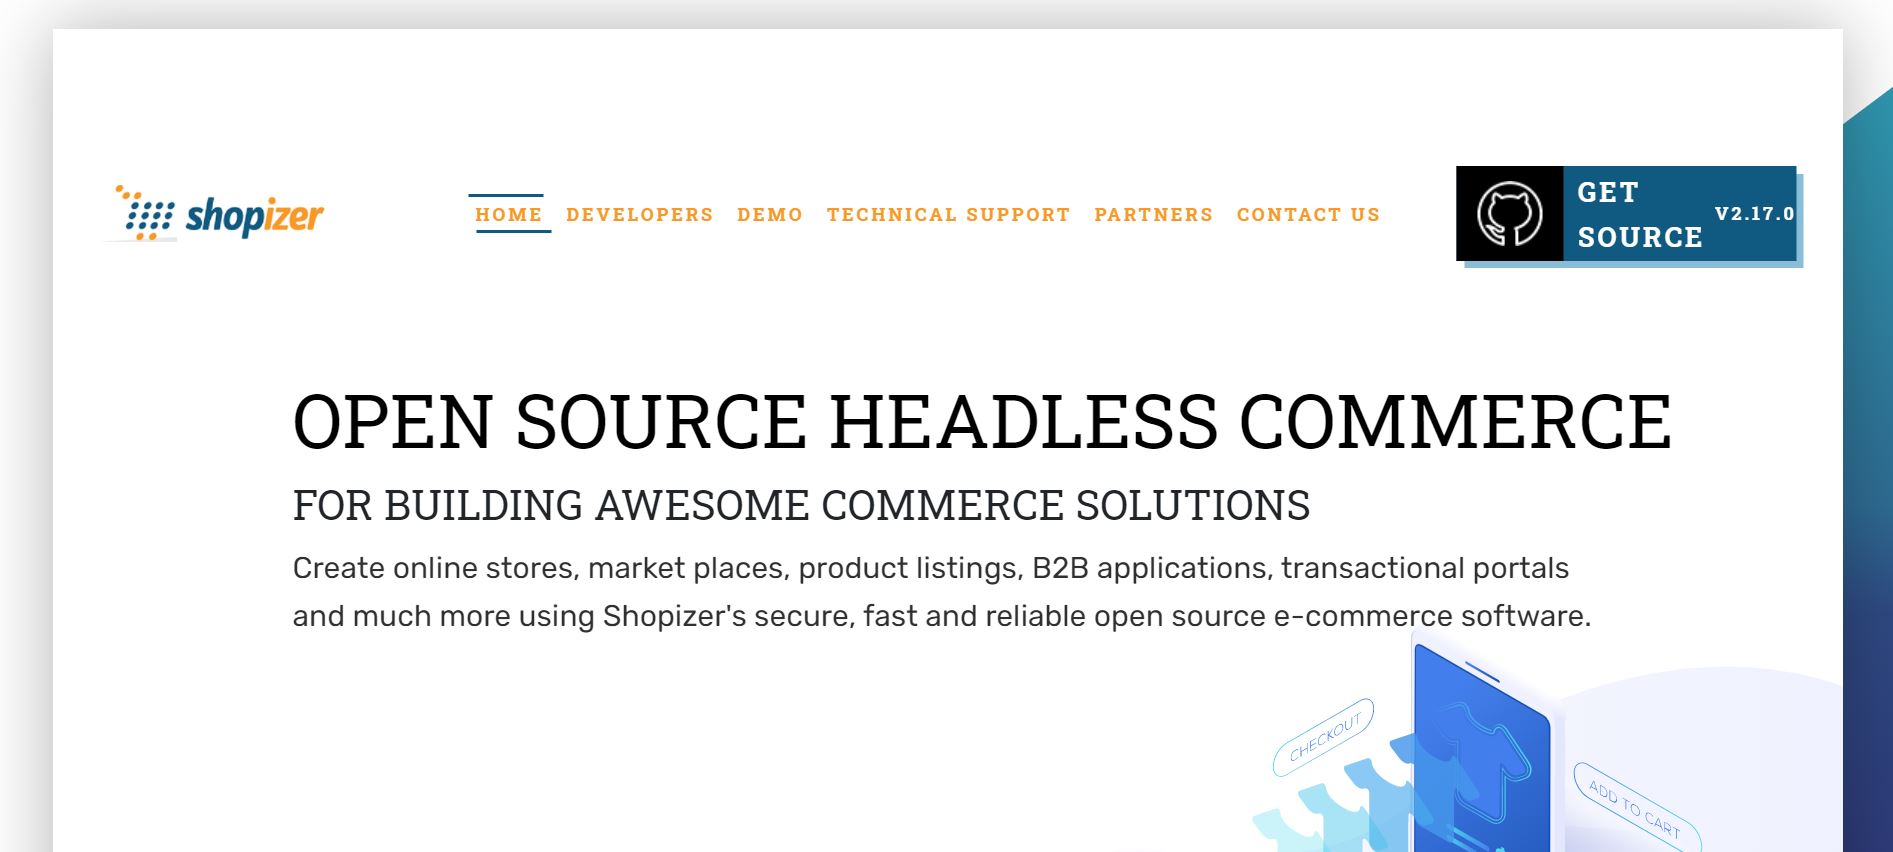 shopizer
HOME DEVELOPERS DEMO TECHNICAL SUPPORT PARTNERS CONTACT US
GET
SOURCE
V2.17.0
OPEN SOURCE HEADLESS COMMERCE
FOR BUILDING AWESOME COMMERCE SOLUTIONS
Create online stores, market places, product listings, B2B applications, transactional portals
and much more using Shopizer's secure, fast and reliable open source e-commerce software.
CHECKOUT
ADD TO CART